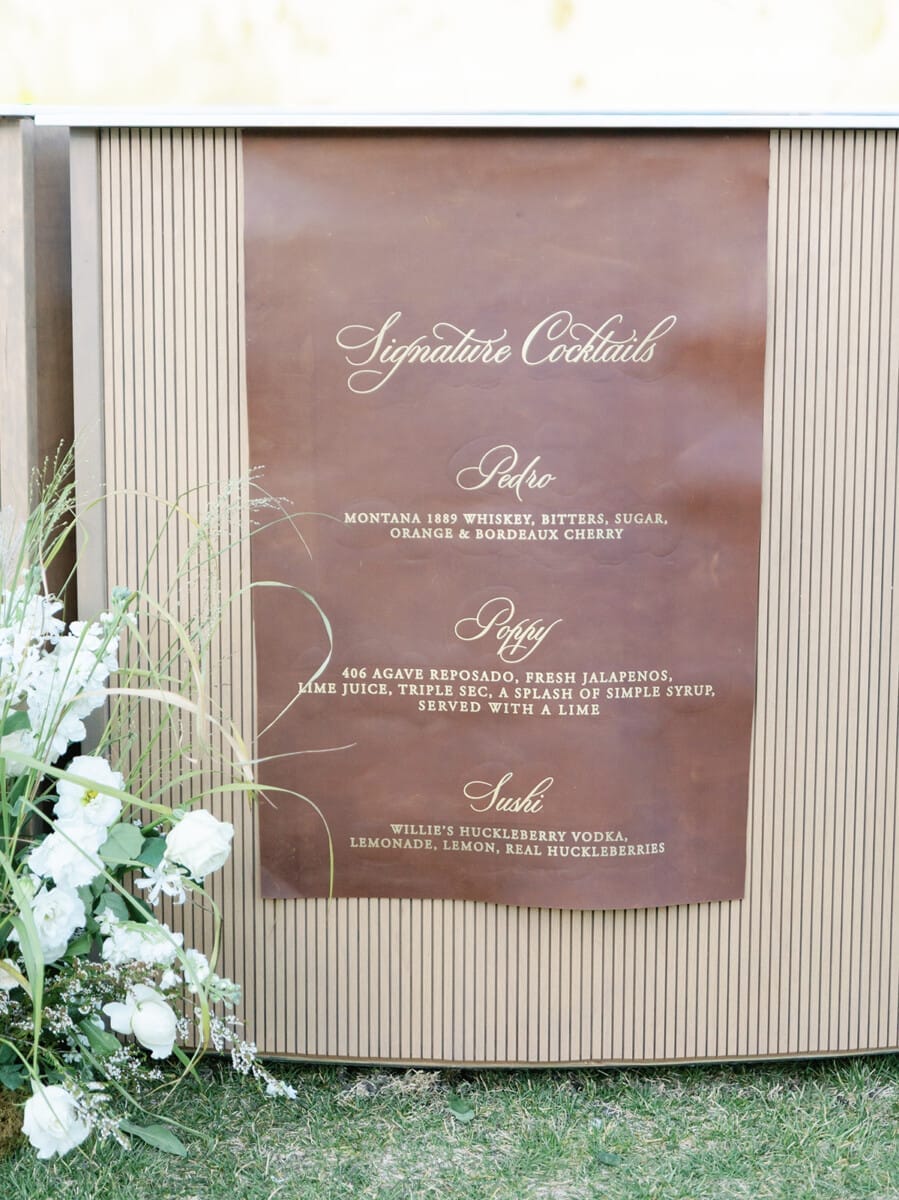 Signature Cocktails
Pedro
MONTANA 1889 WHISKEY, BITTERS, SUGAR,
ORANGE & BORDEAUX CHERRY
Poppy
406 AGAVE REPOSADO, FRESH JALAPENOS,
LIME JUICE, TRIPLE SEC, A SPLASH OF SIMPLE SYRUP,
SERVED WITH A LIME
Sushi
WILLIE'S HUCKLEBERRY VODKA,
LEMONADE, LEMON, REAL HUCKLEBERRIES